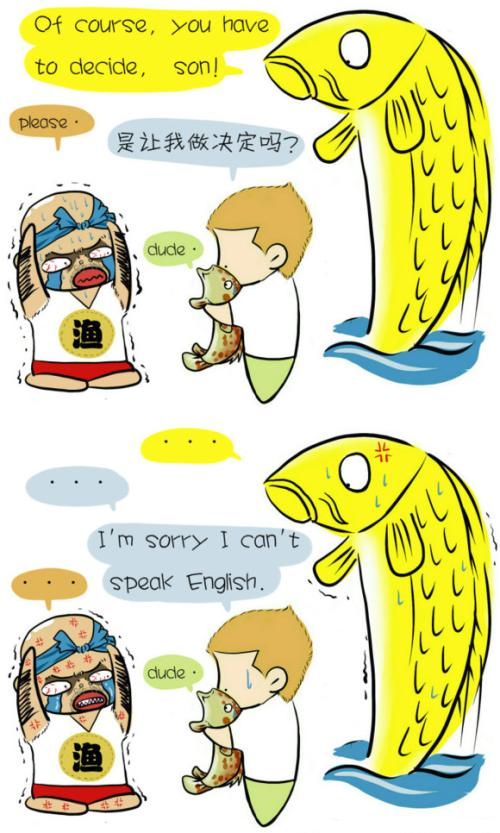 Of course, you have
to decide, son!
please.
是让我做决定吗?
dude.
渔
...
...
I'm sorry I can't
speak English.
...
dude.
渔